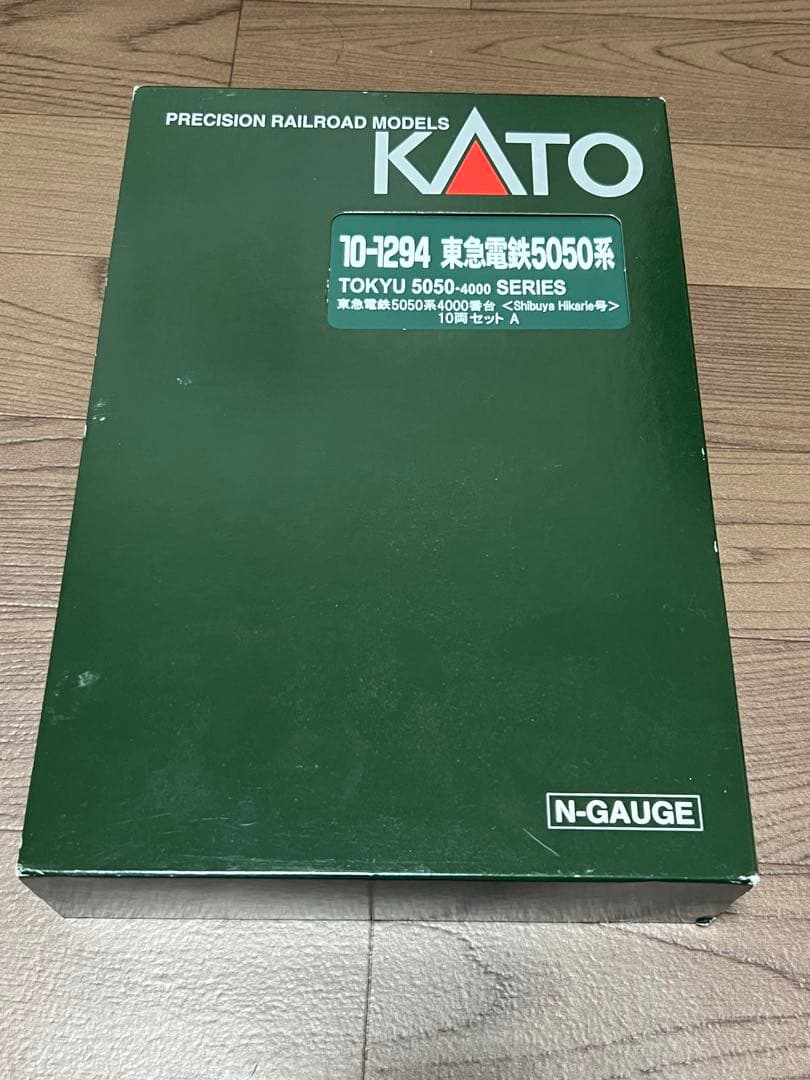 PRECISION RAILROAD MODELS
KATO
10-1294 東急電鉄5050系
TOKYU 5050-4000 SERIES
東急電鉄5050系4000番台 <Shibuya Hikarie号>
10両セット A
N-GAUGE